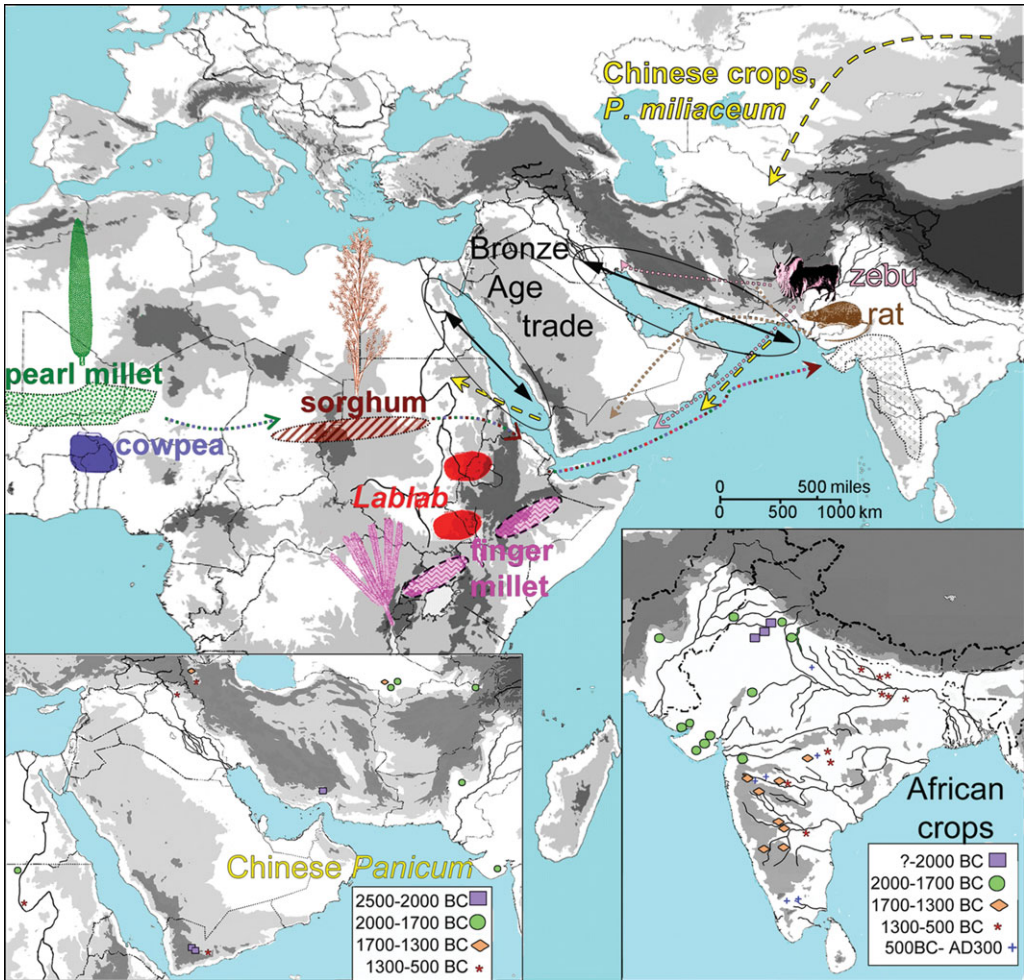 Chinese crops,
P. miliaceum
Bronze
Age
trade
zebu
rat
pearl millet
sorghum
cowpea
Lablab
finger
millet
0 500 miles
0 500 1000 km
Chinese Panicum
2500-2000 BC
2000-1700 BC
1700-1300 BC
1300-500 BC
African
crops
?-2000 BC
2000-1700 BC
1700-1300 BC
1300-500 BC
500BC- AD300